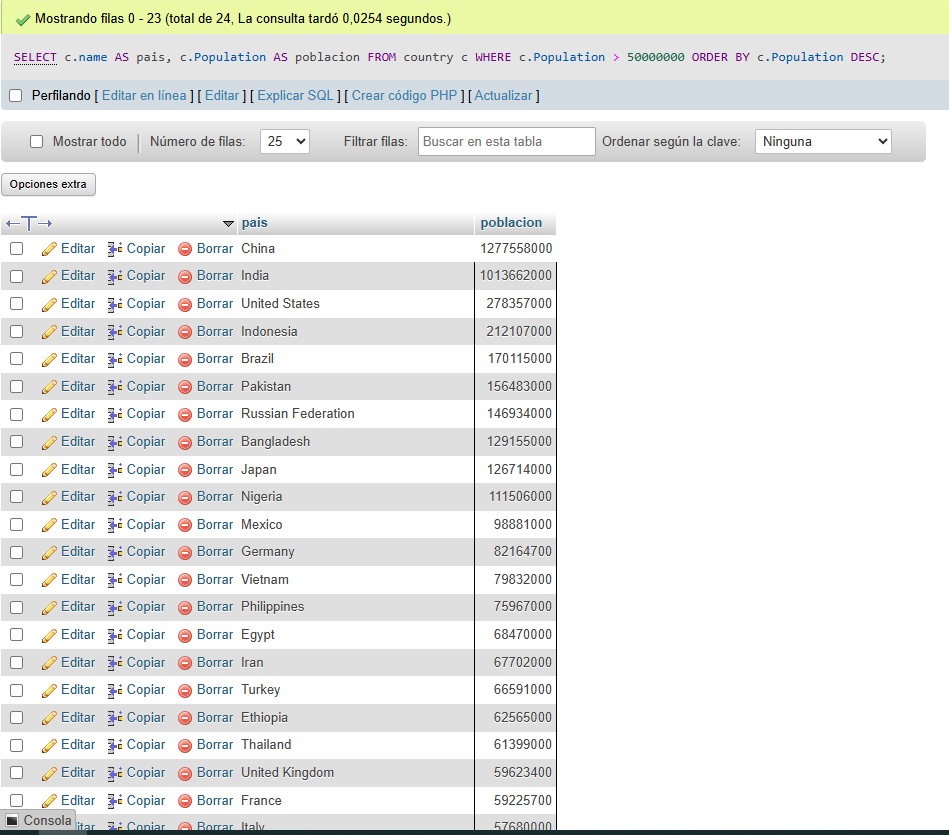 Mostrando filas 0 - 23 (total de 24, La consulta tardó 0,0254 segundos.)
SELECT c.name AS pais, c.Population AS poblacion FROM country c WHERE c.Population > 50000000 ORDER BY c.Population DESC;
Perfilando [ Editar en línea ] [ Editar ] [ Explicar SQL ] [ Crear código PHP ] [ Actualizar ]
Mostrar todo Número de filas: 25 Filtrar filas: Buscar en esta tabla Ordenar según la clave: Ninguna
Opciones extra
←T→ pais poblacion
Editar Copiar Borrar China 1277558000
Editar Copiar Borrar India 1013662000
Editar Copiar Borrar United States 278357000
Editar Copiar Borrar Indonesia 212107000
Editar Copiar Borrar Brazil 170115000
Editar Copiar Borrar Pakistan 156483000
Editar Copiar Borrar Russian Federation 146934000
Editar Copiar Borrar Bangladesh 129155000
Editar Copiar Borrar Japan 126714000
Editar Copiar Borrar Nigeria 111506000
Editar Copiar Borrar Mexico 98881000
Editar Copiar Borrar Germany 82164700
Editar Copiar Borrar Vietnam 79832000
Editar Copiar Borrar Philippines 75967000
Editar Copiar Borrar Egypt 68470000
Editar Copiar Borrar Iran 67702000
Editar Copiar Borrar Turkey 66591000
Editar Copiar Borrar Ethiopia 62565000
Editar Copiar Borrar Thailand 61399000
Editar Copiar Borrar United Kingdom 59623400
Editar Copiar Borrar France 59225700
Consola
Copiar Borrar Italy 57680000